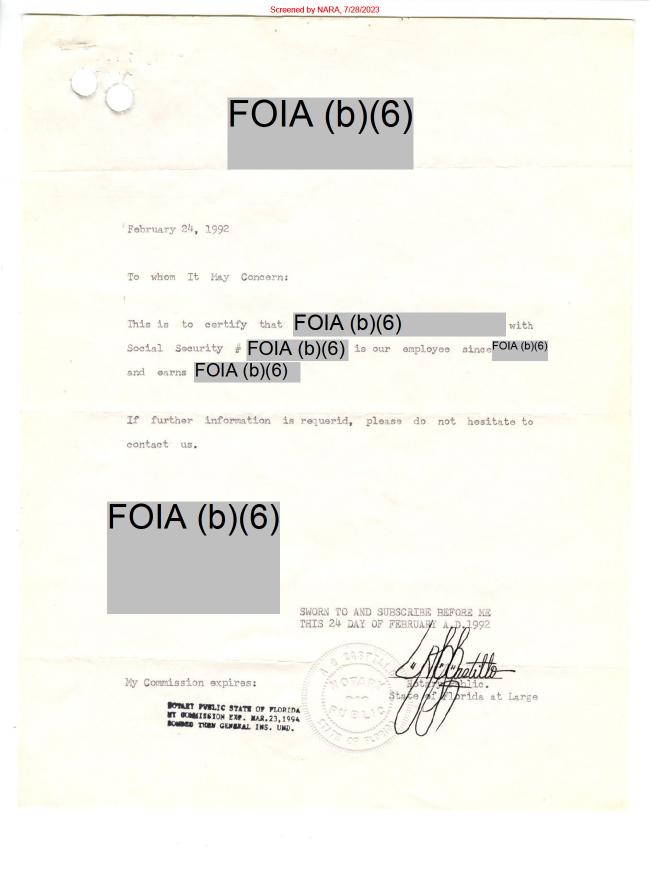 Screened by NARA, 7/28/2023
FOIA (b)(6)
February 24, 1992
To whom It May Concern:
This is to certify that FOIA (b)(6) with
Social Security # FOIA (b)(6) is our employee since FOIA (b)(6)
and earns FOIA (b)(6)
If further information is requerid, please do not hesitate to
contact us.
FOIA (b)(6)
SWORN TO AND SUBSCRIBE BEFORE ME
THIS 24 DAY OF FEBRUARY A.D.1992
Castillo
My Commission expires:
Notary Public.
State of Florida at Large
NOTARY PUBLIC STATE OF FLORIDA
MY COMMISSION EXP. MAR.23,1994
BONDED THRU GENERAL INS. UND.
CASTILLO
NOTARY
PUBLIC
STATE OF FLORIDA